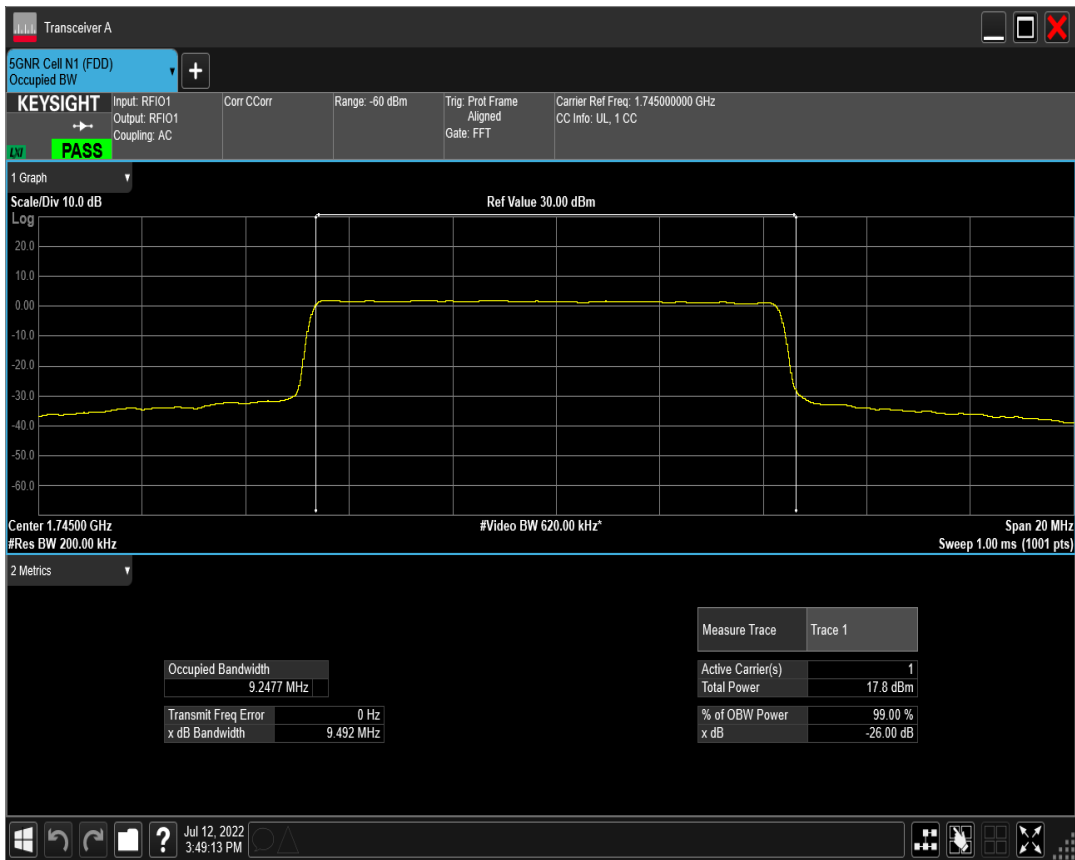 Transceiver A
5GNR Cell N1 (FDD)
Occupied BW
+
KEYSIGHT
LXI
PASS
Input: RFIO1
Output: RFIO1
Coupling: AC
Corr CCorr
Range: -60 dBm
Trig: Prot Frame
Aligned
Gate: FFT
Carrier Ref Freq: 1.745000000 GHz
CC Info: UL, 1 CC
1 Graph
Scale/Div 10.0 dB
Ref Value 30.00 dBm
Log
20.0
10.0
0.00
-10.0
-20.0
-30.0
-40.0
-50.0
-60.0
Center 1.74500 GHz
#Video BW 620.00 kHz*
Span 20 MHz
#Res BW 200.00 kHz
Sweep 1.00 ms (1001 pts)
2 Metrics
Measure Trace Trace 1
Occupied Bandwidth
9.2477 MHz
Active Carrier(s) 1
Total Power 17.8 dBm
Transmit Freq Error 0 Hz
x dB Bandwidth 9.492 MHz
% of OBW Power 99.00 %
x dB -26.00 dB
?
Jul 12, 2022
3:49:13 PM